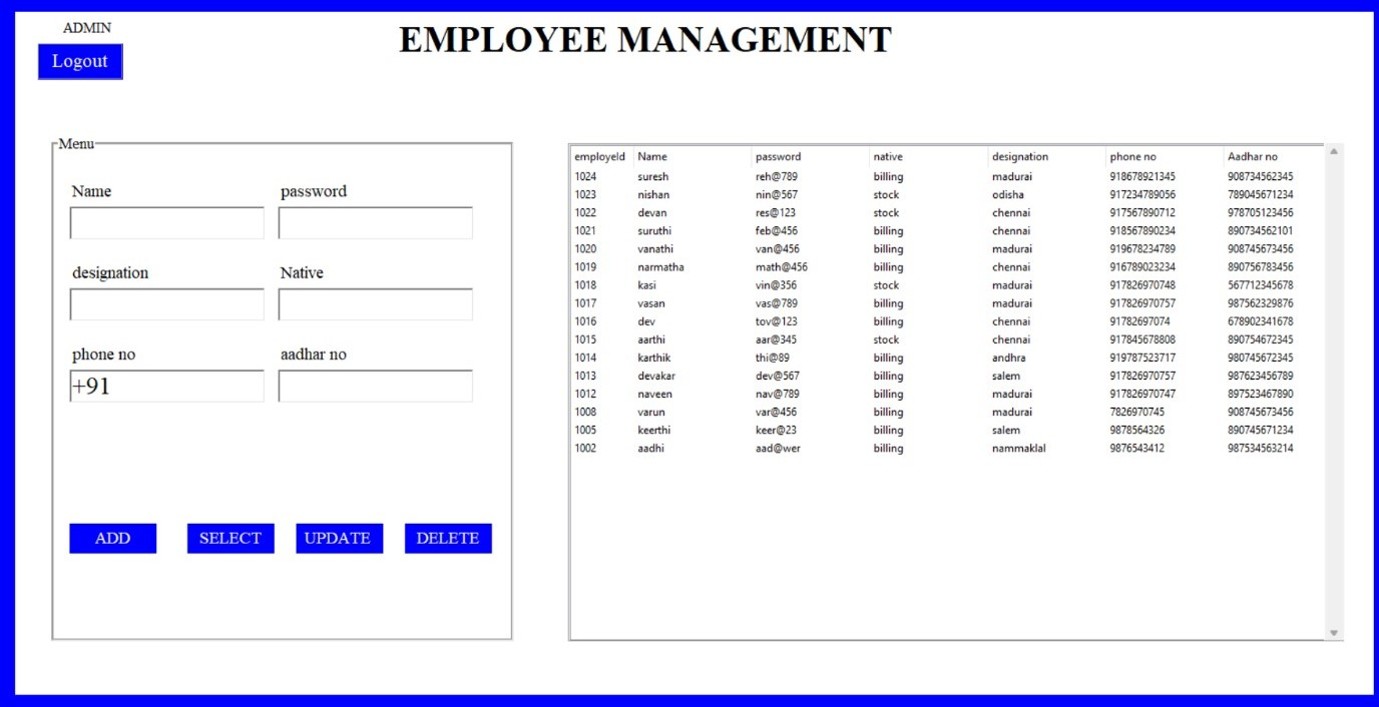 ADMIN
EMPLOYEE MANAGEMENT
Logout
Menu
Name password
designation Native
phone no aadhar no
+91
ADD SELECT UPDATE DELETE
employeId Name password native designation phone no Aadhar no
1024 suresh reh@789 billing madurai 918678921345 908734562345
1023 nishan nin@567 stock odisha 917234789056 789045671234
1022 devan res@123 stock chennai 917567890712 978705123456
1021 suruthi feb@456 billing chennai 918567890234 890734562101
1020 vanathi van@456 billing madurai 919678234789 908745673456
1019 narmatha math@456 billing chennai 916789023234 890756783456
1018 kasi vin@356 stock madurai 917826970748 567712345678
1017 vasan vas@789 billing madurai 917826970757 987562329876
1016 dev tov@123 billing chennai 91782697074 678902341678
1015 aarthi aar@345 stock chennai 917845678808 890754672345
1014 karthik thi@89 billing andhra 919787523717 980745672345
1013 devakar dev@567 billing salem 917826970757 987623456789
1012 naveen nav@789 billing madurai 917826970747 897523467890
1008 varun var@456 billing madurai 7826970745 908745673456
1005 keerthi keer@23 billing salem 9878564326 890745671234
1002 aadhi aad@wer billing nammaklal 9876543412 987534563214